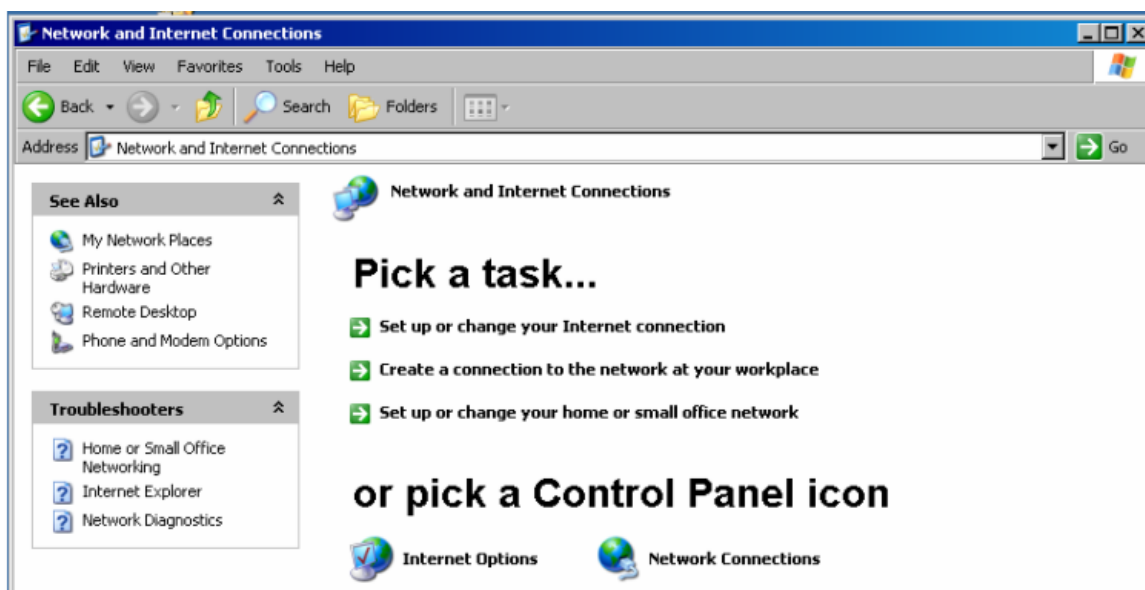 Network and Internet Connections
File Edit View Favorites Tools Help
Back Search Folders
Address Network and Internet Connections Go
See Also
My Network Places
Printers and Other
Hardware
Remote Desktop
Phone and Modem Options
Troubleshooters
Home or Small Office
Networking
Internet Explorer
Network Diagnostics
Network and Internet Connections
Pick a task...
Set up or change your Internet connection
Create a connection to the network at your workplace
Set up or change your home or small office network
or pick a Control Panel icon
Internet Options Network Connections